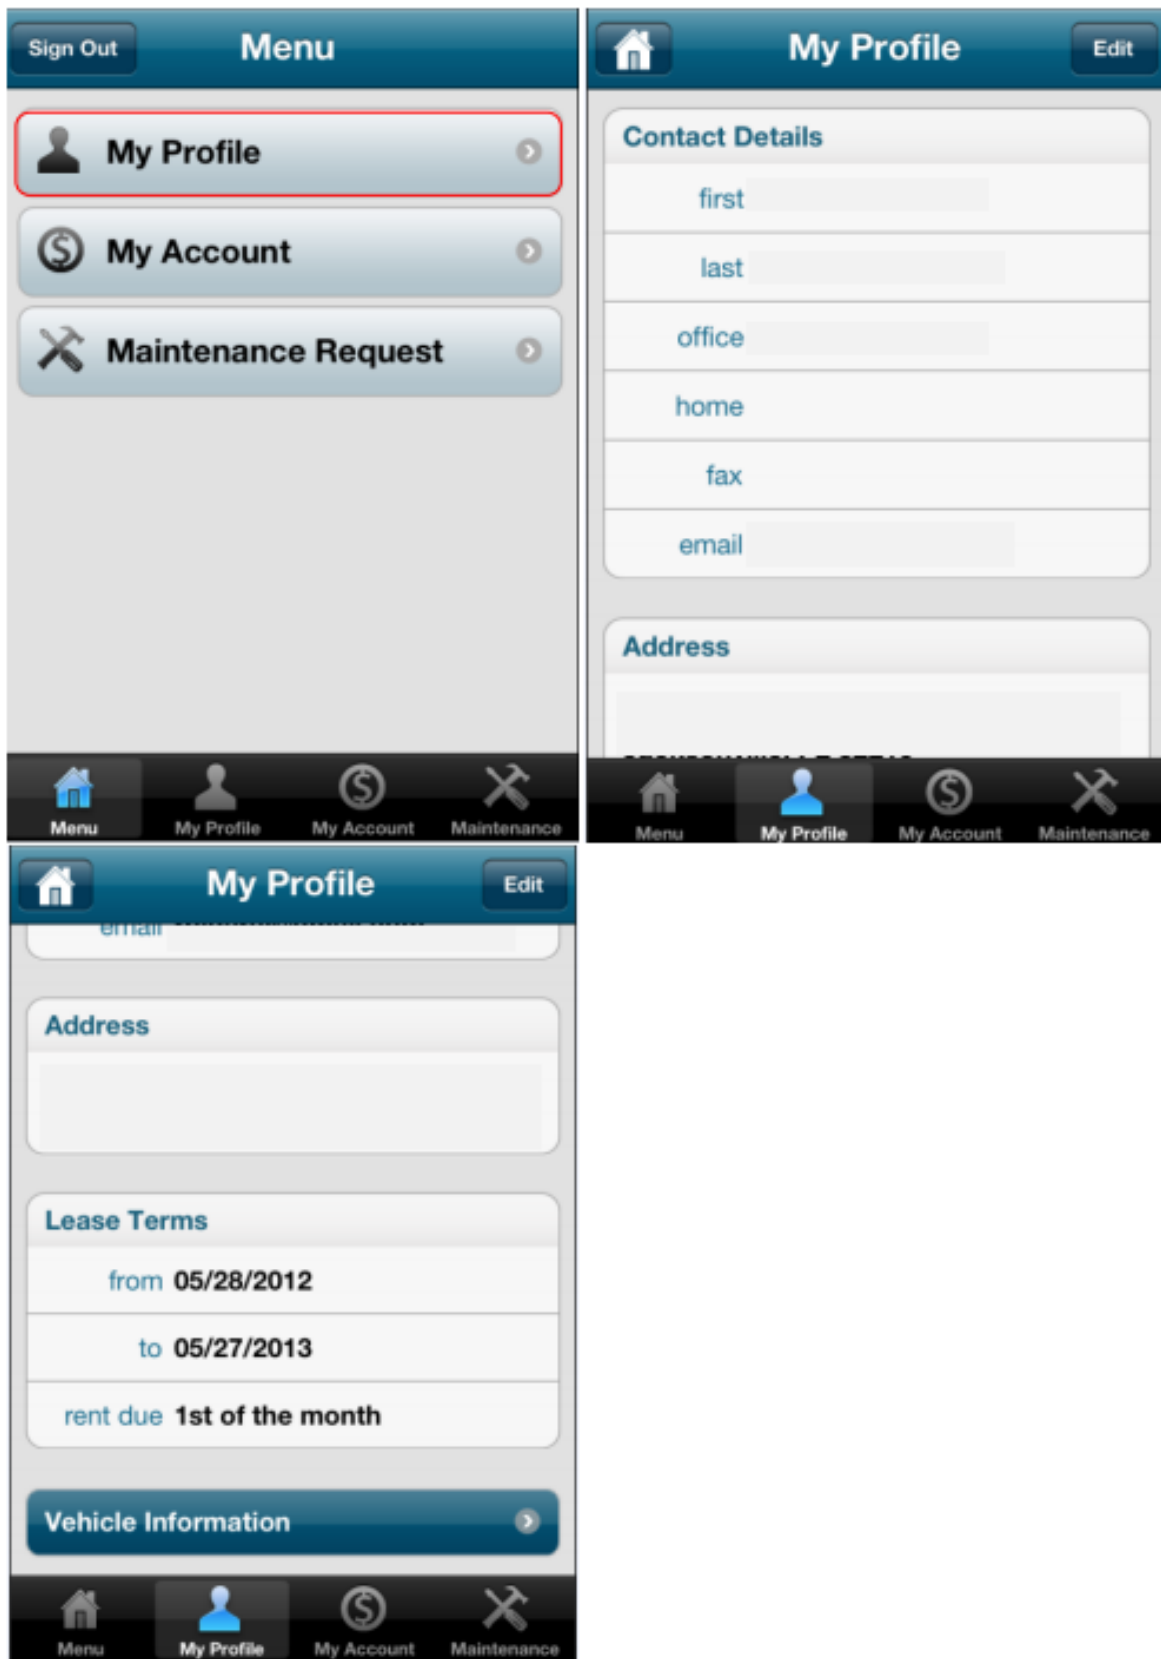 Sign Out Menu
My Profile
My Account
Maintenance Request
Menu My Profile My Account Maintenance
My Profile Edit
Contact Details
first
last
office
home
fax
email
Address
Menu My Profile My Account Maintenance
My Profile Edit
email
Address
Lease Terms
from 05/28/2012
to 05/27/2013
rent due 1st of the month
Vehicle Information
Menu My Profile My Account Maintenance